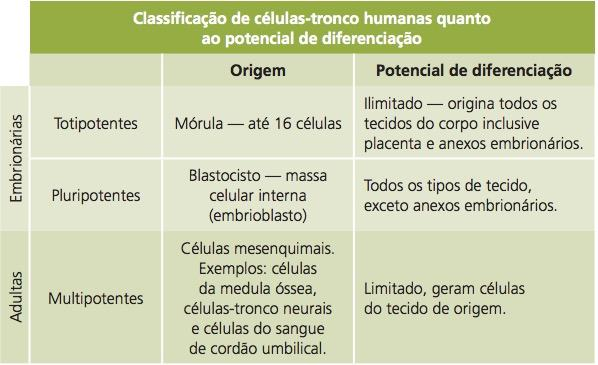 Classificação de células-tronco humanas quanto
ao potencial de diferenciação
Origem
Potencial de diferenciação
Embrionárias
Totipotentes
Mórula — até 16 células
Ilimitado — origina todos os
tecidos do corpo inclusive
placenta e anexos embrionários.
Pluripotentes
Blastocisto — massa
celular interna
(embrioblasto)
Todos os tipos de tecido,
exceto anexos embrionários.
Adultas
Multipotentes
Células mesenquimais.
Exemplos: células
da medula óssea,
células-tronco neurais
e células do sangue
de cordão umbilical.
Limitado, geram células
do tecido de origem.